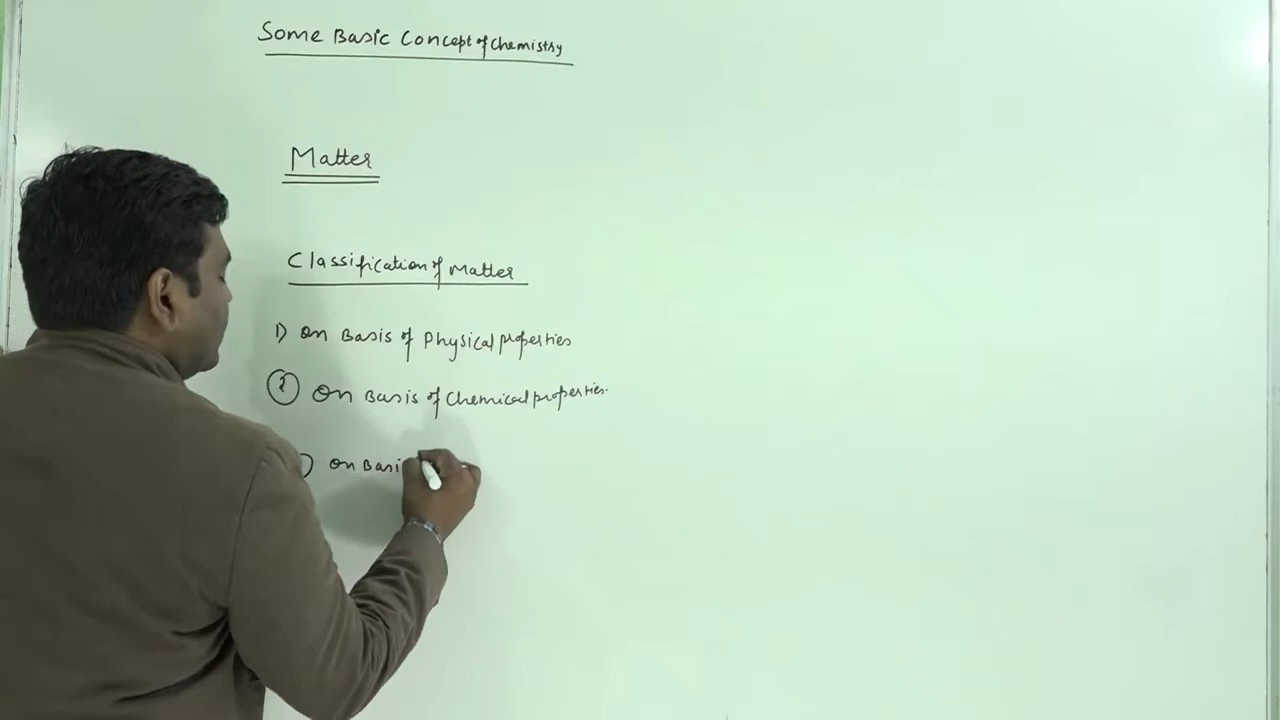 Some Basic Concept of Chemistry
Matter
Classification of Matter
1) On Basis of Physical properties
2 On Basis of Chemical properties.
) On Basi